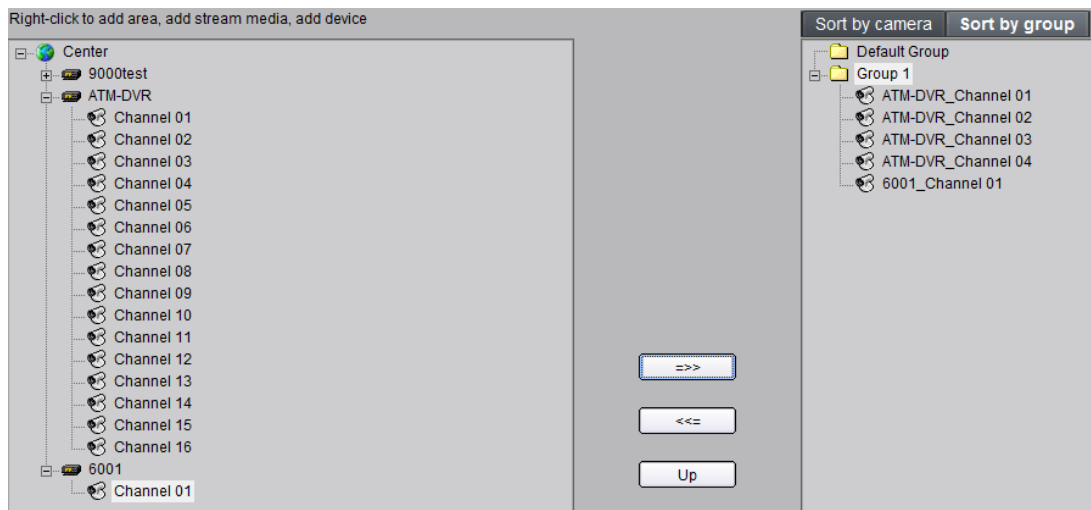 Right-click to add area, add stream media, add device
Center
9000test
ATM-DVR
Channel 01
Channel 02
Channel 03
Channel 04
Channel 05
Channel 06
Channel 07
Channel 08
Channel 09
Channel 10
Channel 11
Channel 12
Channel 13
Channel 14
Channel 15
Channel 16
6001
Channel 01
=>>
<<=
Up
Sort by camera Sort by group
Default Group
Group 1
ATM-DVR_Channel 01
ATM-DVR_Channel 02
ATM-DVR_Channel 03
ATM-DVR_Channel 04
6001_Channel 01